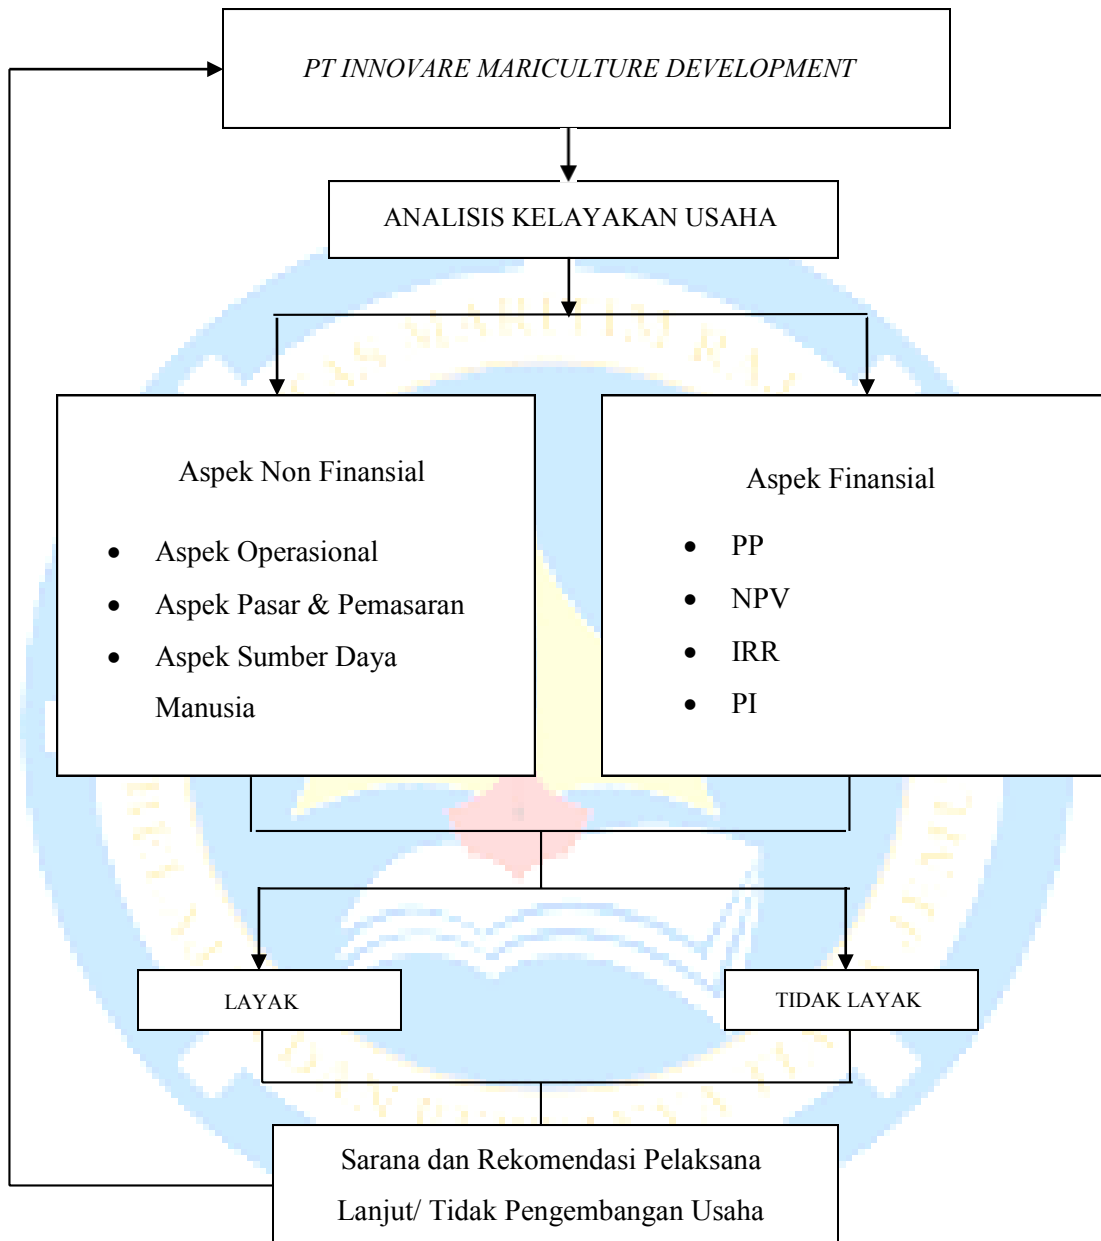 PT INNOVARE MARICULTURE DEVELOPMENT
ANALISIS KELAYAKAN USAHA
Aspek Non Finansial
• Aspek Operasional
• Aspek Pasar & Pemasaran
• Aspek Sumber Daya
Manusia
Aspek Finansial
• PP
• NPV
• IRR
• PI
LAYAK
TIDAK LAYAK
Sarana dan Rekomendasi Pelaksana
Lanjut/ Tidak Pengembangan Usaha